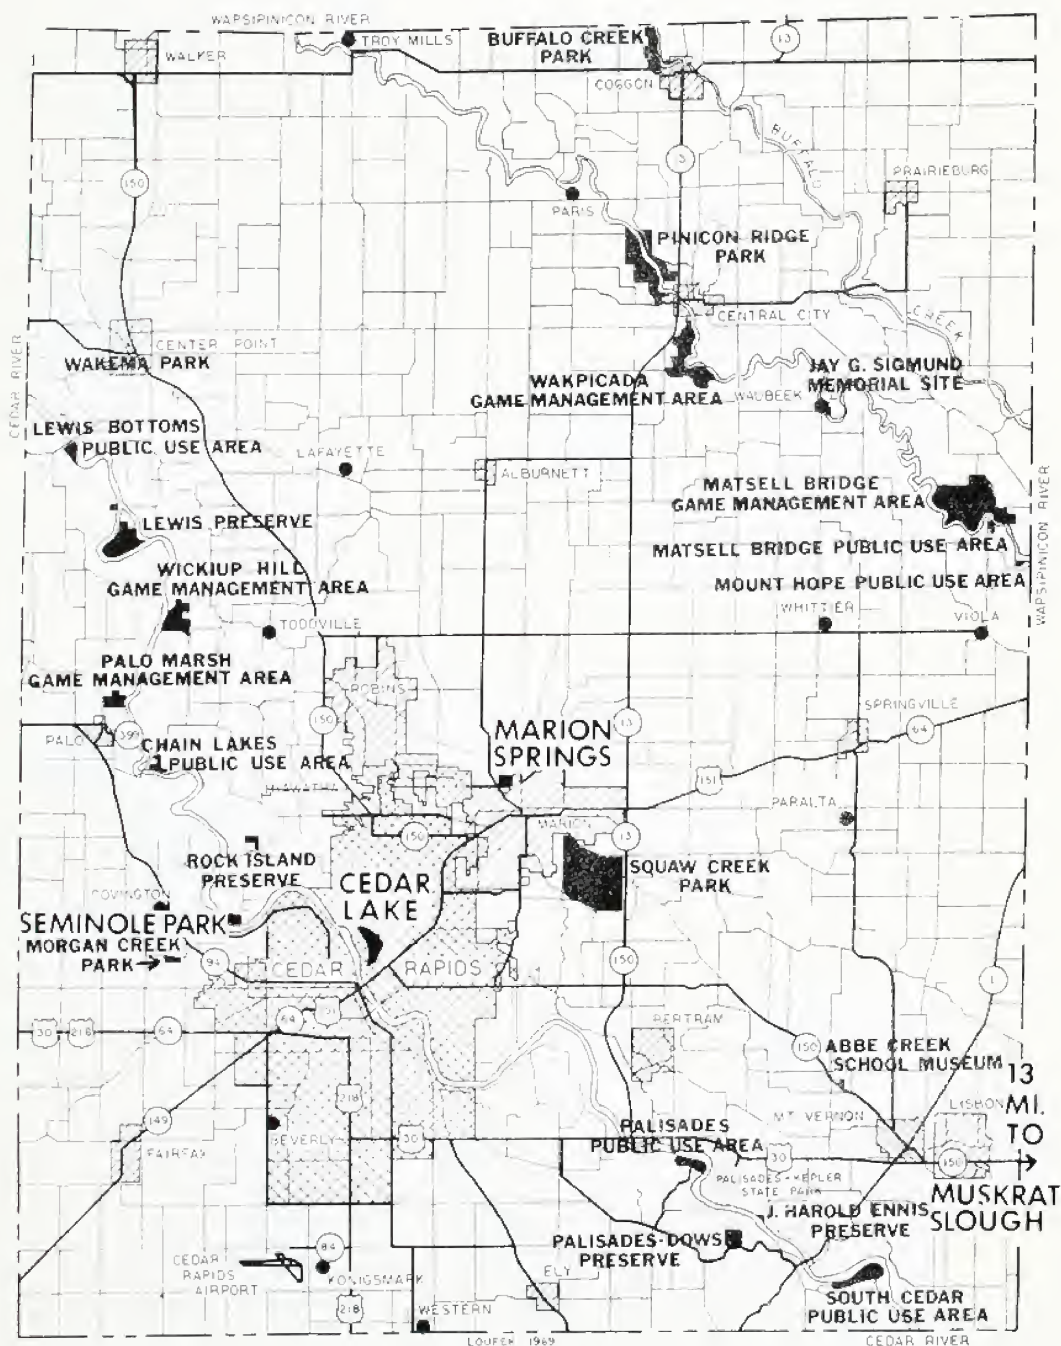 WAPSIPINICON RIVER
TROY MILLS
WALKER
BUFFALO CREEK
PARK
13
COGGON
BUFFALO
13
150
PRAIRIEBURG
PARIS
PINICON RIDGE
PARK
CENTRAL CITY
CREEK
CEDAR RIVER
CENTER POINT
WAKEMA PARK
WAKPICADA
GAME MANAGEMENT AREA
JAY G. SIGMUND
MEMORIAL SITE
WAUBEEK
LEWIS BOTTOMS
PUBLIC USE AREA
LAFAYETTE
ALBURNETT
MATSELL BRIDGE
GAME MANAGEMENT AREA
WAPSIPINICON RIVER
LEWIS PRESERVE
MATSELL BRIDGE PUBLIC USE AREA
WICKIUP HILL
GAME MANAGEMENT AREA
MOUNT HOPE PUBLIC USE AREA
WHITTIER
VIOLA
TODDVILLE
PALO MARSH
GAME MANAGEMENT AREA
ROBINS
SPRINGVILLE
150
13
64
PALO
399
MARION
SPRINGS
CHAIN LAKES
PUBLIC USE AREA
HIAWATHA
151
PARALTA
150
MARION
13
ROCK ISLAND
PRESERVE
CEDAR
LAKE
SQUAW CREEK
PARK
COVINGTON
SEMINOLE PARK
MORGAN CREEK
PARK
94
CEDAR
RAPIDS
150
1
30
218
64
64
151
BERTRAM
150
ABBE CREEK
SCHOOL MUSEUM
13
MI.
TO
MUSKRAT
SLOUGH
218
149
MT VERNON
LISBON
BEVERLY
30
FAIRFAX
PALISADES
PUBLIC USE AREA
30
150
PALISADES-KEPLER
STATE PARK
J. HAROLD ENNIS
PRESERVE
PALISADES-DOWS
PRESERVE
CEDAR
RAPIDS
AIRPORT
84
KONIGSMARK
ELY
218
WESTERN
SOUTH CEDAR
PUBLIC USE AREA
LOUFEK 1969
CEDAR RIVER